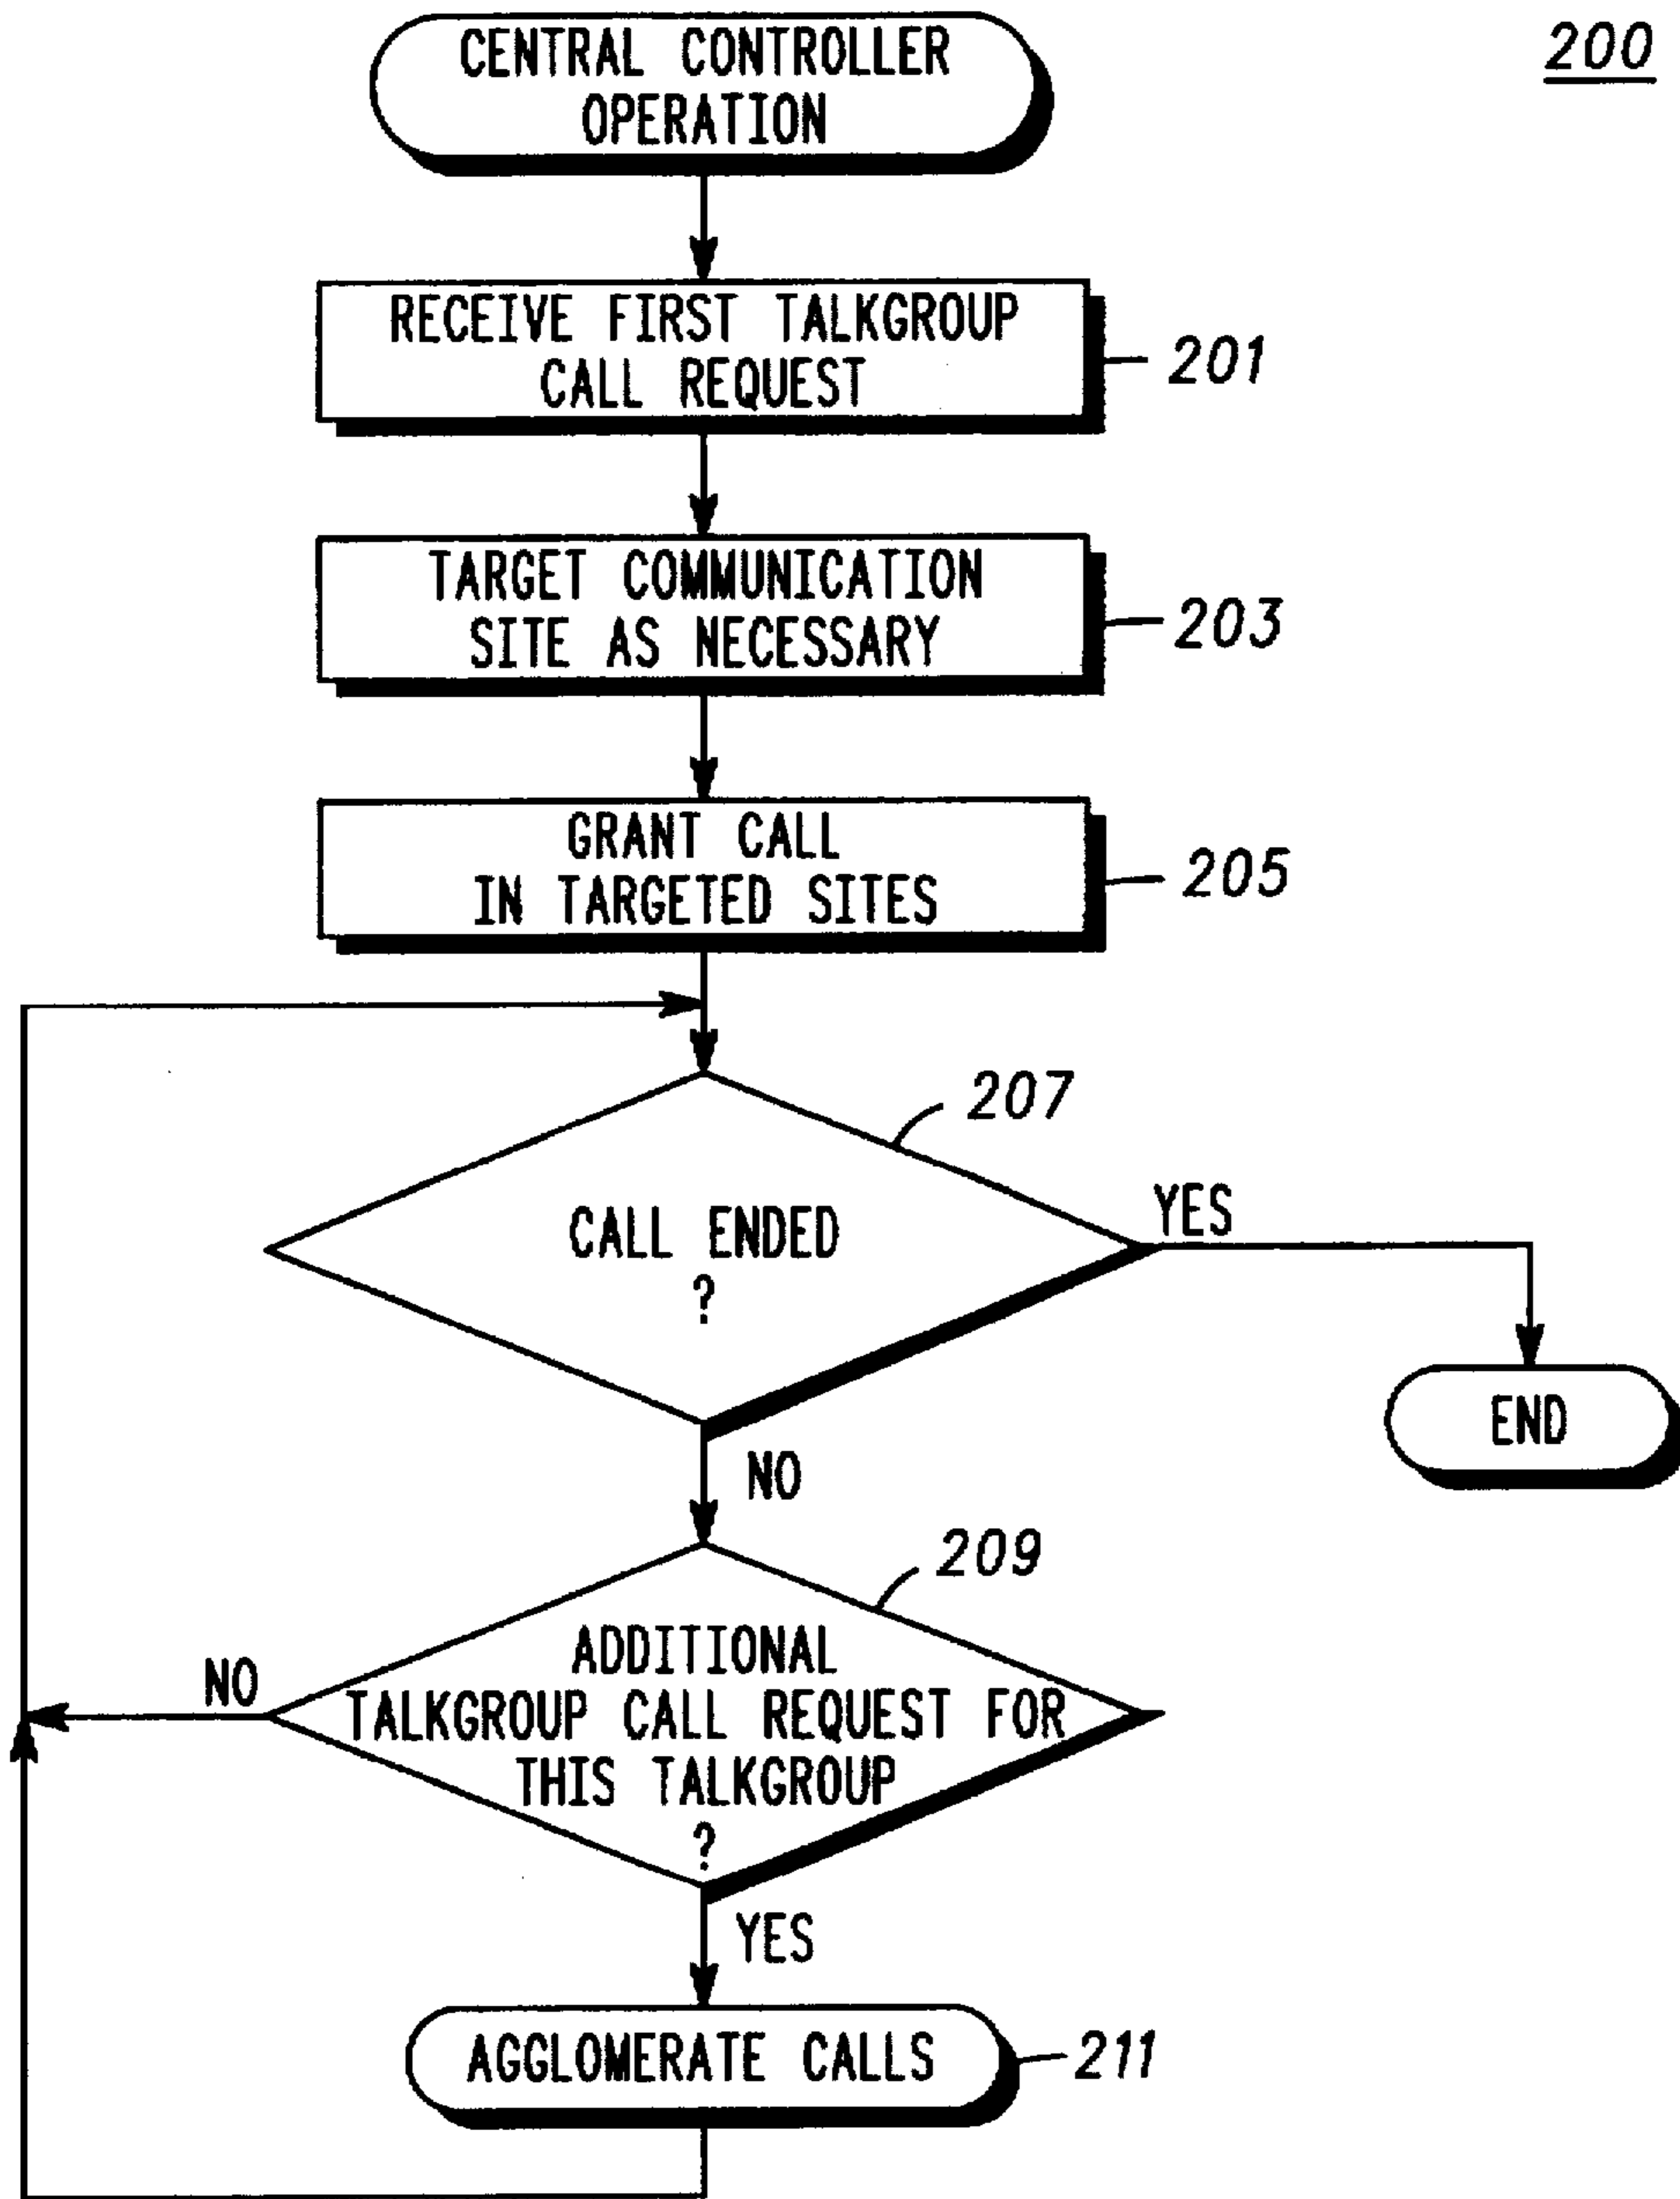 200
CENTRAL CONTROLLER
OPERATION
RECEIVE FIRST TALKGROUP
CALL REQUEST
201
TARGET COMMUNICATION
SITE AS NECESSARY
203
GRANT CALL
IN TARGETED SITES
205
207
CALL ENDED
?
YES
END
NO
209
ADDITIONAL
TALKGROUP CALL REQUEST FOR
THIS TALKGROUP
?
NO
YES
AGGLOMERATE CALLS
211